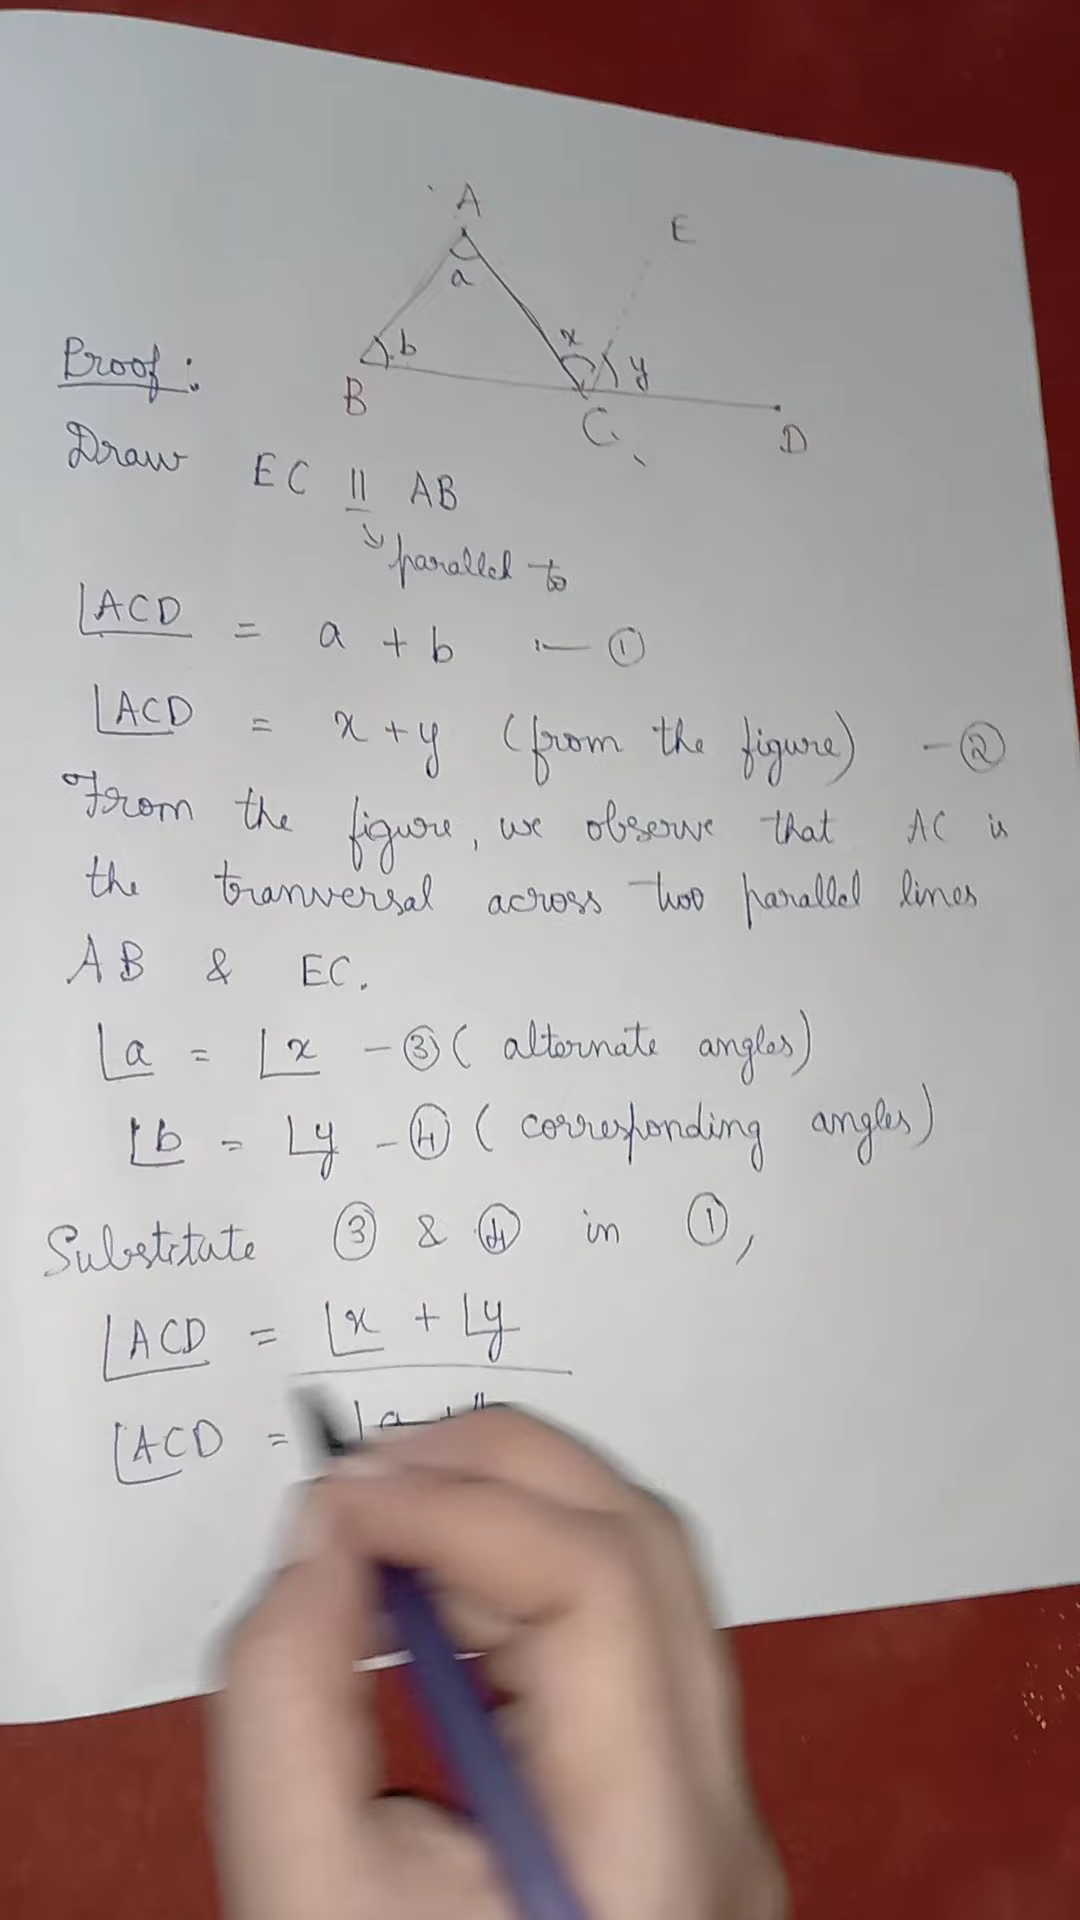 A
E
a
x
b
y
B
C
D
Proof:
Draw EC || AB
parallel to
∠ACD = a + b — ①
∠ACD = x + y (from the figure) - ②
From the figure, we observe that AC is
the tranversal across two parallel lines
AB & EC.
∠a = ∠x - ③ ( alternate angles)
∠b = ∠y - ④ ( corresponding angles)
Substitute ③ & ④ in ①,
∠ACD = ∠x + ∠y
∠ACD = ∠a +